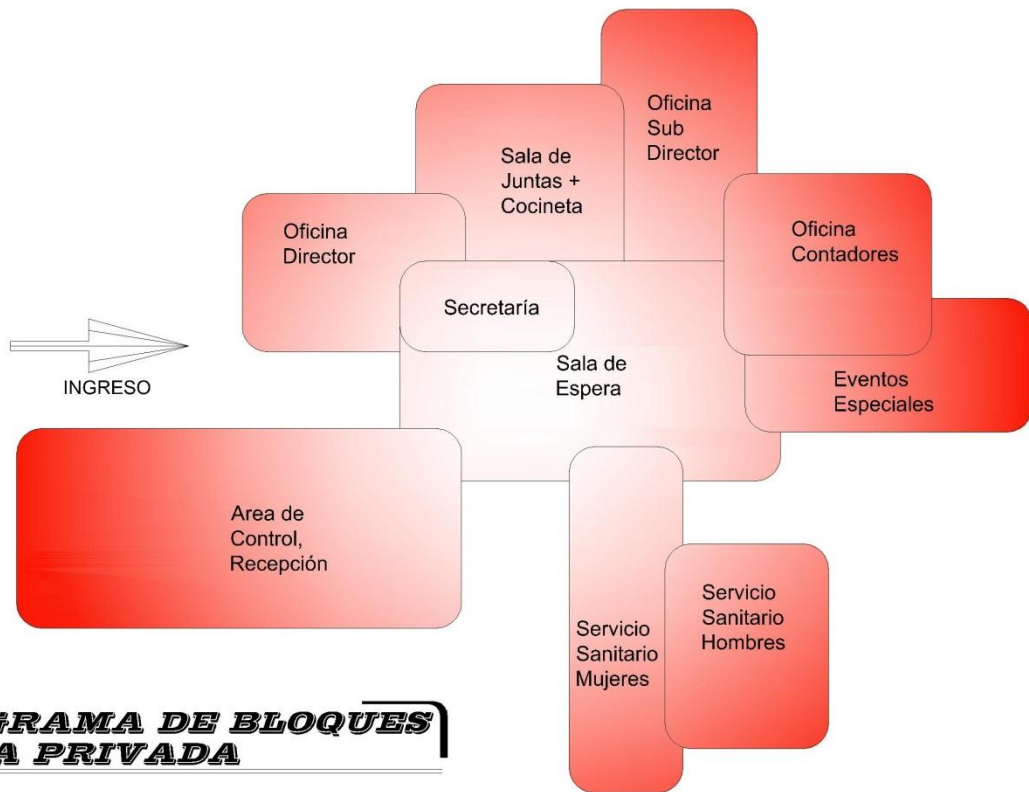 Oficina
Sub
Director
Sala de
Juntas +
Cocineta
Oficina
Director
Oficina
Contadores
Secretaría
Sala de
Espera
INGRESO
Eventos
Especiales
Area de
Control,
Recepción
Servicio
Sanitario
Mujeres
Servicio
Sanitario
Hombres
GRAMA DE BLOQUES
A PRIVADA